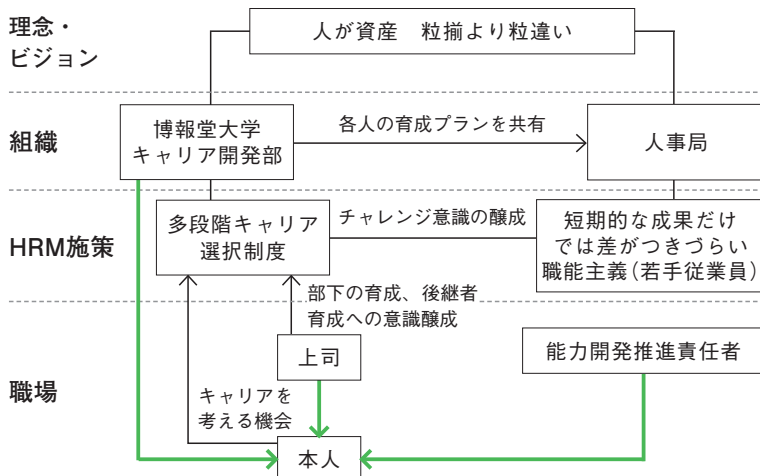 理念・
ビジョン
人が資産　粒揃より粒違い
組織
博報堂大学
キャリア開発部
各人の育成プランを共有
人事局
HRM施策
多段階キャリア
選択制度
チャレンジ意識の醸成
短期的な成果だけ
では差がつきづらい
職能主義（若手従業員）
部下の育成、後継者
育成への意識醸成
職場
上司
能力開発推進責任者
キャリアを
考える機会
本人